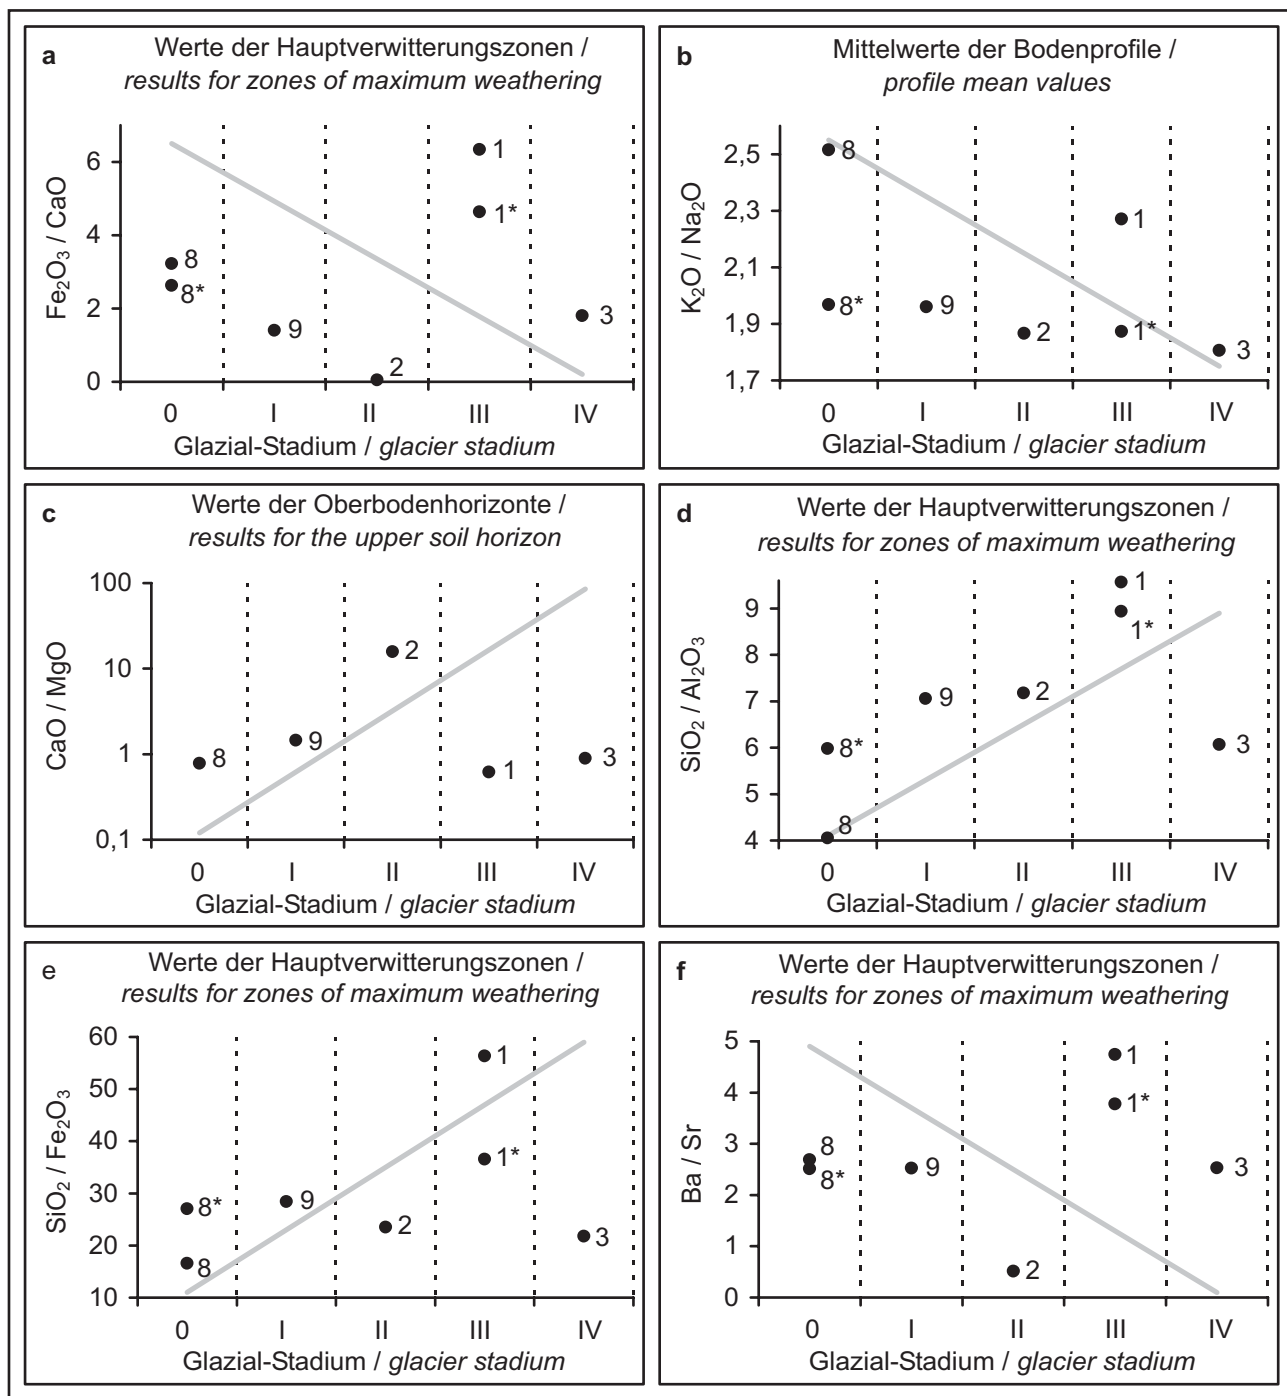 a
Werte der Hauptverwitterungszonen /
results for zones of maximum weathering
Fe₂O₃ / CaO
6
4
2
0
8
8*
9
2
1
1*
3
0 I II III IV
Glazial-Stadium / glacier stadium
b
Mittelwerte der Bodenprofile /
profile mean values
K₂O / Na₂O
2,5
2,3
2,1
1,9
1,7
8
8*
9
2
1
1*
3
0 I II III IV
Glazial-Stadium / glacier stadium
c
Werte der Oberbodenhorizonte /
results for the upper soil horizon
CaO / MgO
100
10
1
0,1
8
9
2
1
3
0 I II III IV
Glazial-Stadium / glacier stadium
d
Werte der Hauptverwitterungszonen /
results for zones of maximum weathering
SiO₂ / Al₂O₃
9
8
7
6
5
4
8*
8
9
2
1
1*
3
0 I II III IV
Glazial-Stadium / glacier stadium
e
Werte der Hauptverwitterungszonen /
results for zones of maximum weathering
SiO₂ / Fe₂O₃
60
50
40
30
20
10
8*
8
9
2
1
1*
3
0 I II III IV
Glazial-Stadium / glacier stadium
f
Werte der Hauptverwitterungszonen /
results for zones of maximum weathering
Ba / Sr
5
4
3
2
1
0
8
8*
9
2
1
1*
3
0 I II III IV
Glazial-Stadium / glacier stadium